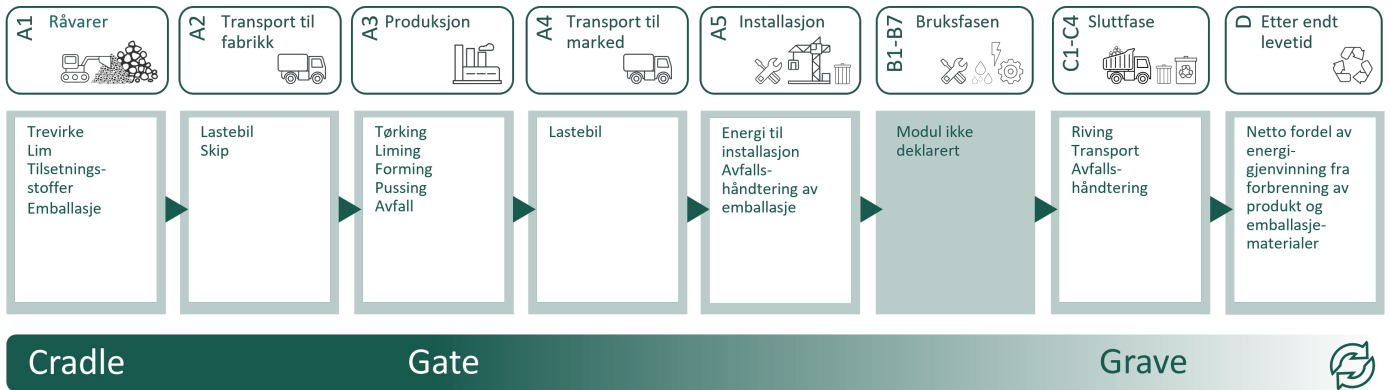 A1
Råvarer
A2
Transport til
fabrikk
A3
Produksjon
A4
Transport til
marked
A5
Installasjon
B1-B7
Bruksfasen
C1-C4
Sluttfase
D
Etter endt
levetid
Trevirke
Lim
Tilsetnings-
stoffer
Emballasje
Lastebil
Skip
Tørking
Liming
Forming
Pussing
Avfall
Lastebil
Energi til
installasjon
Avfalls-
håndtering av
emballasje
Modul ikke
deklarert
Riving
Transport
Avfalls-
håndtering
Netto fordel av
energi-
gjenvinning fra
forbrenning av
produkt og
emballasje-
materialer
Cradle
Gate
Grave